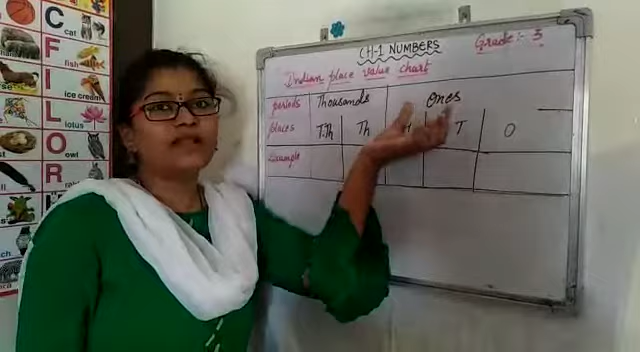 CH-1 NUMBERS
Grade:- 3
Indian place value chart
periods Thousands Ones
places T.Th Th H T O
Example
C cat
F fish
I ice cream
L lotus
O owl
R